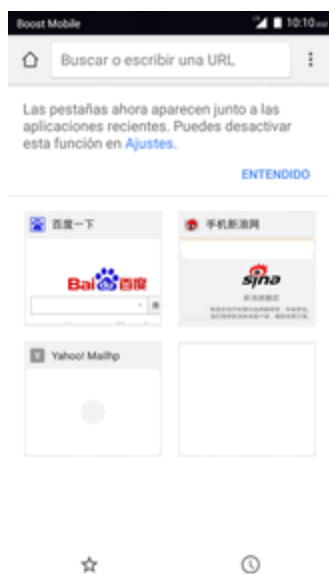 Boost Mobile
10:10
Buscar o escribir una URL
Las pestañas ahora aparecen junto a las
aplicaciones recientes. Puedes desactivar
esta función en Ajustes.
ENTENDIDO
百度一下
手机新浪网
Bai百度
sina
Y Yahoo! Mailhp